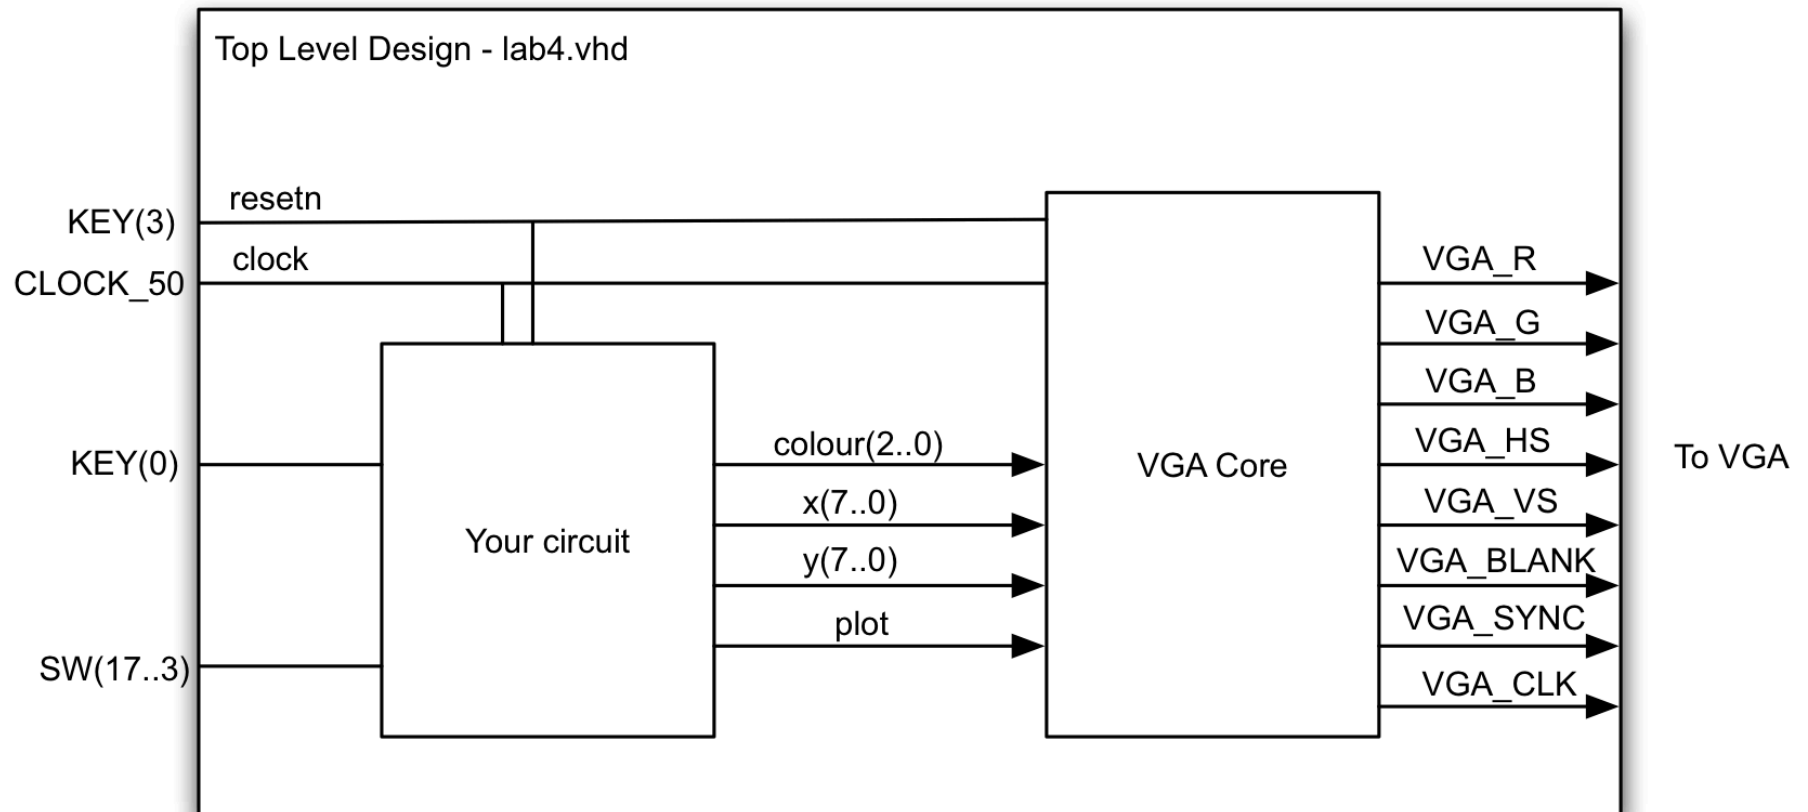 Top Level Design - lab4.vhd
resetn
KEY(3)
clock
CLOCK_50
VGA_R
VGA_G
VGA_B
KEY(0)
colour(2..0)
VGA Core
VGA_HS
To VGA
x(7..0)
VGA_VS
Your circuit
y(7..0)
VGA_BLANK
plot
VGA_SYNC
SW(17..3)
VGA_CLK